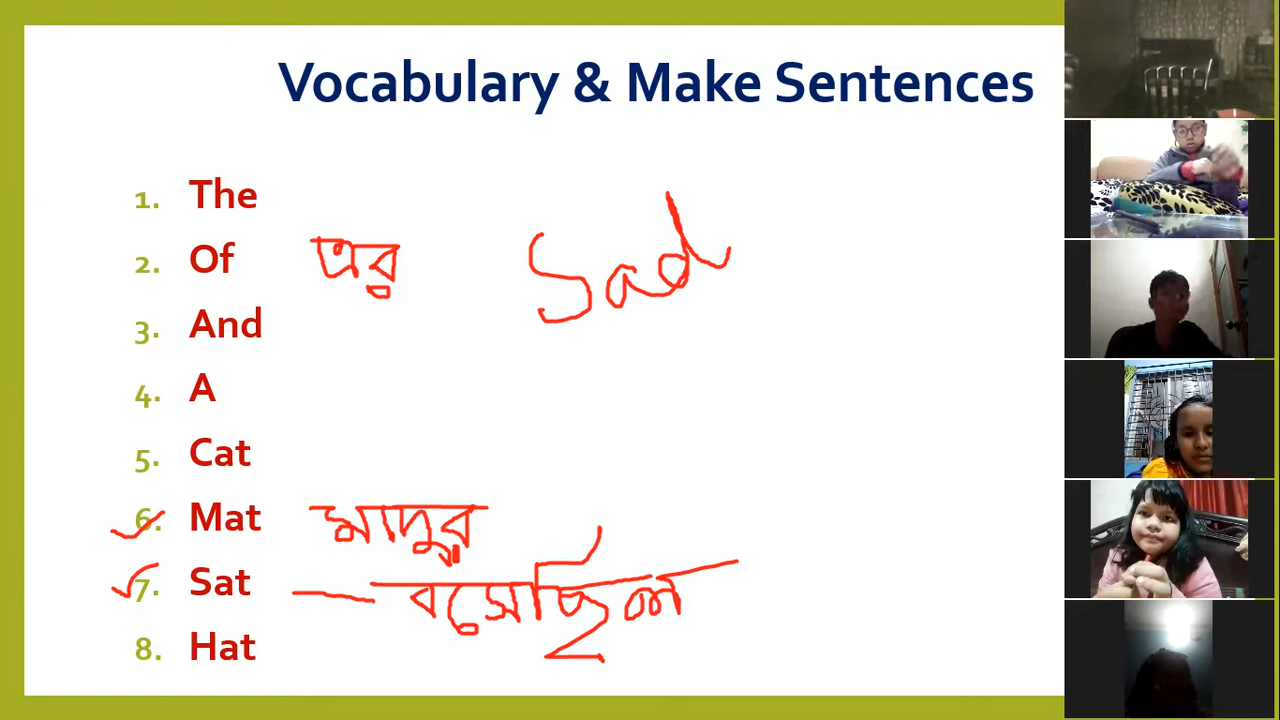 Vocabulary & Make Sentences
1. The
2. Of এর Sad
3. And
4. A
5. Cat
6. Mat মাদুর
7. Sat — বসেছিল
8. Hat